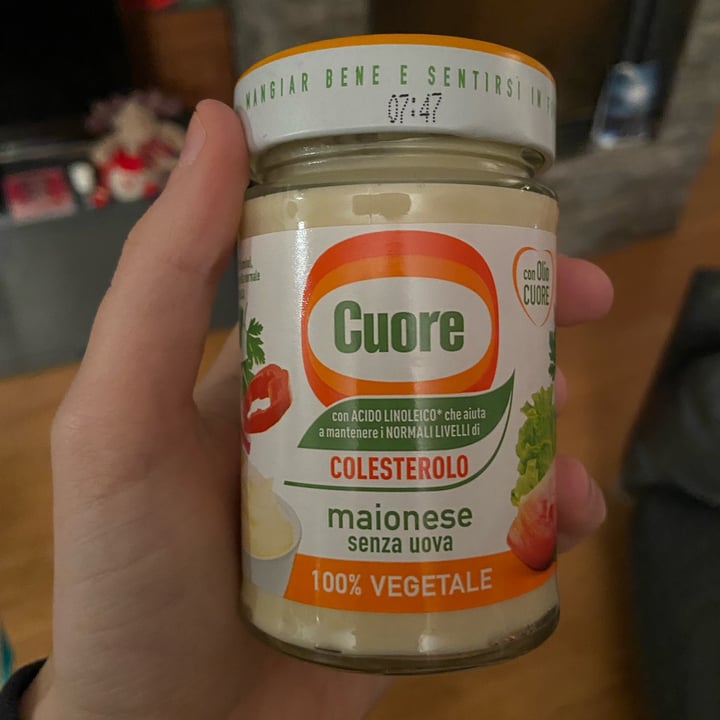 MANGIAR BENE E SENTIRSI IN
07:47
con Olio
CUORE
Cuore
con ACIDO LINOLEICO* che aiuta
a mantenere i NORMALI LIVELLI di
COLESTEROLO
maionese
senza uova
100% VEGETALE